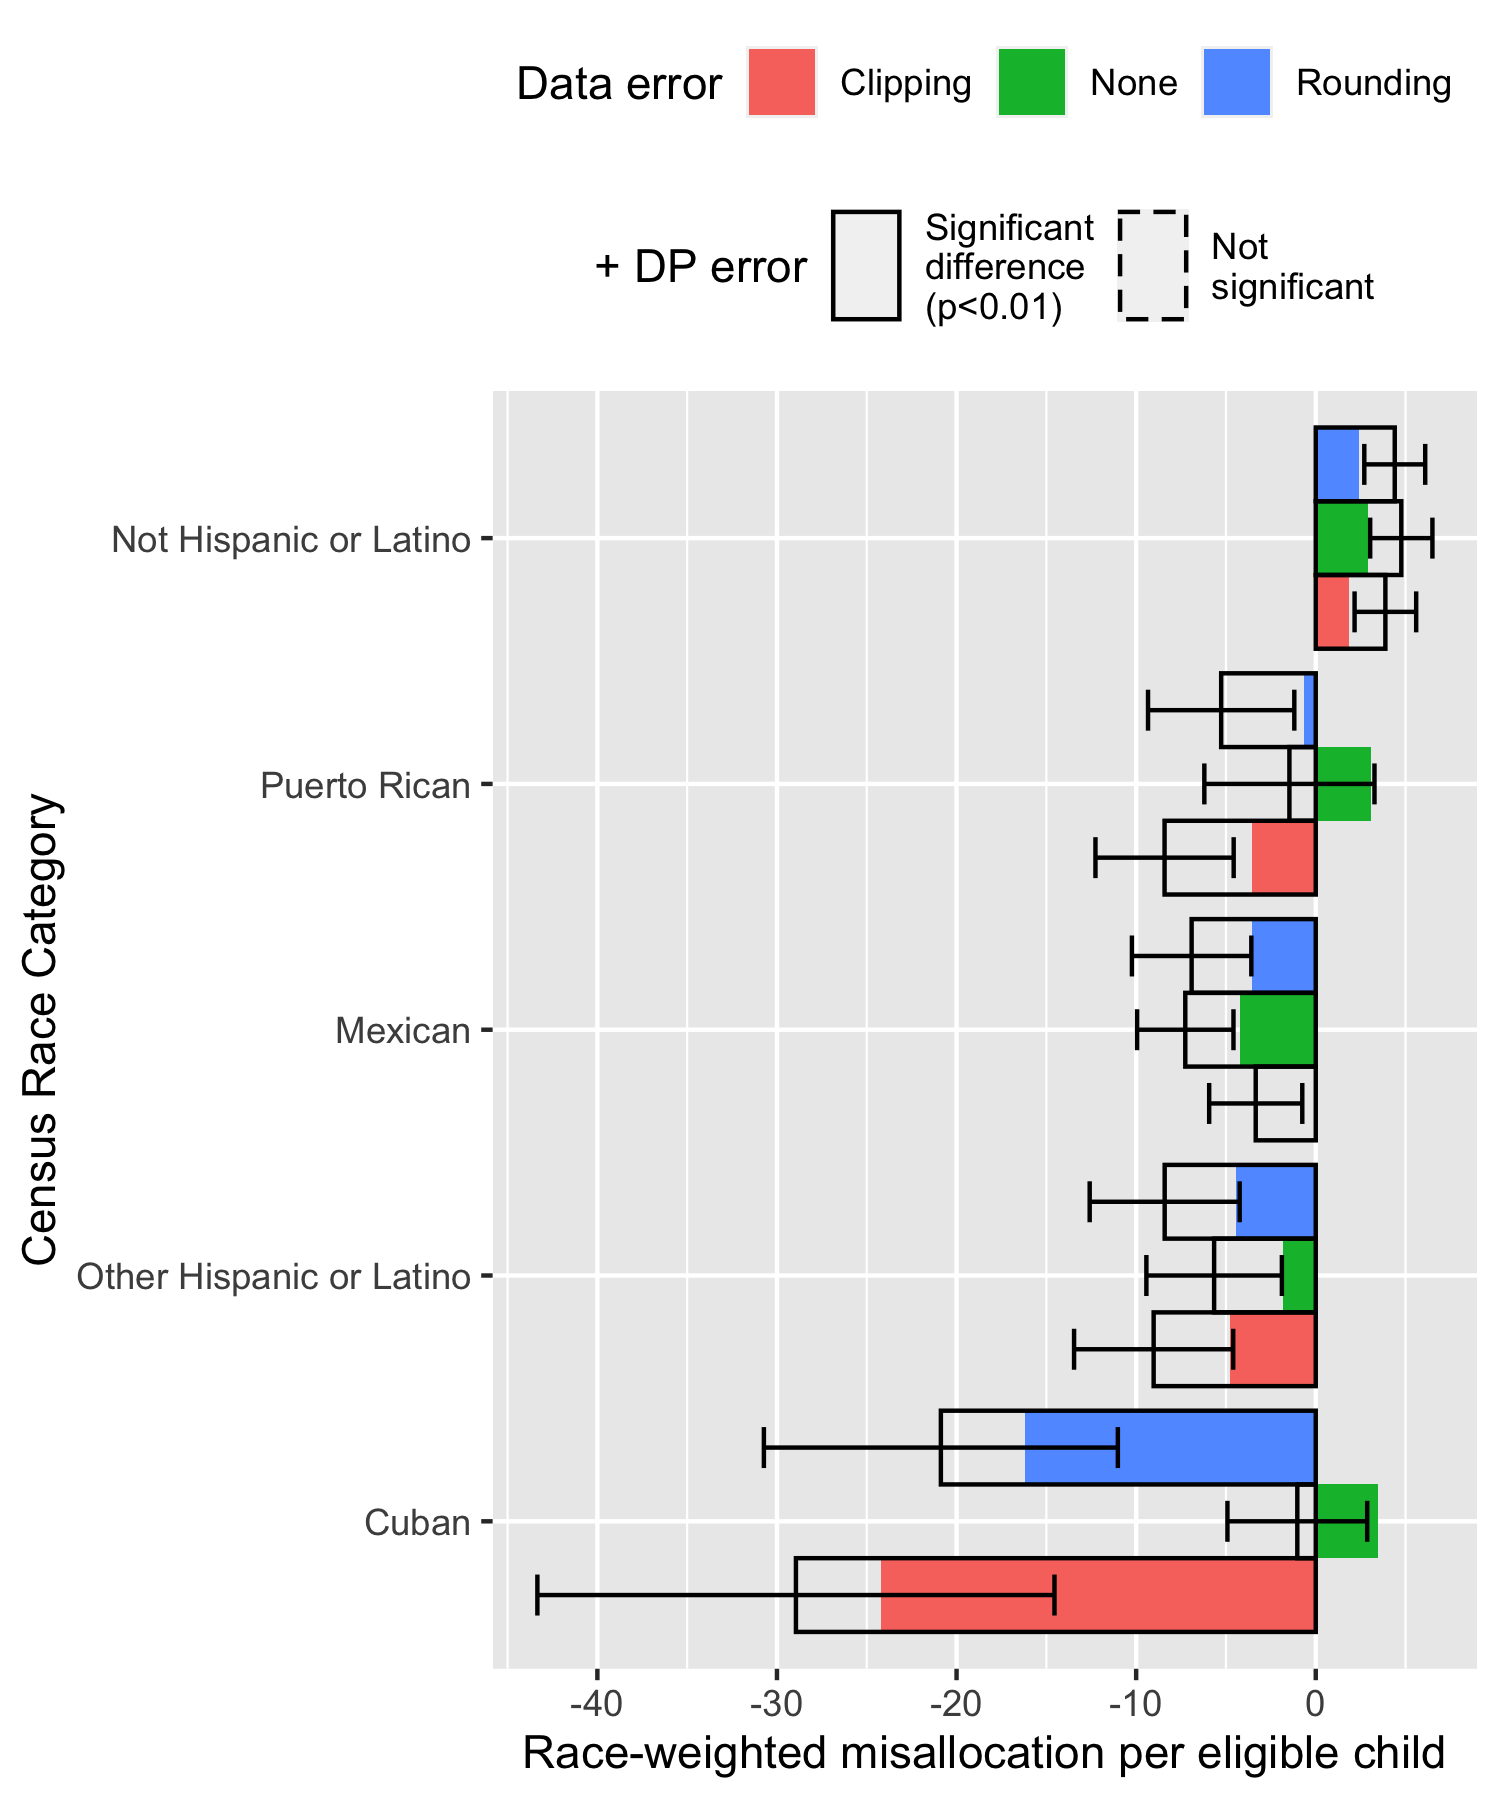 Data error Clipping None Rounding
+ DP error
Significant
difference
(p<0.01)
Not
significant
Census Race Category
Not Hispanic or Latino
Puerto Rican
Mexican
Other Hispanic or Latino
Cuban
-40 -30 -20 -10 0
Race-weighted misallocation per eligible child